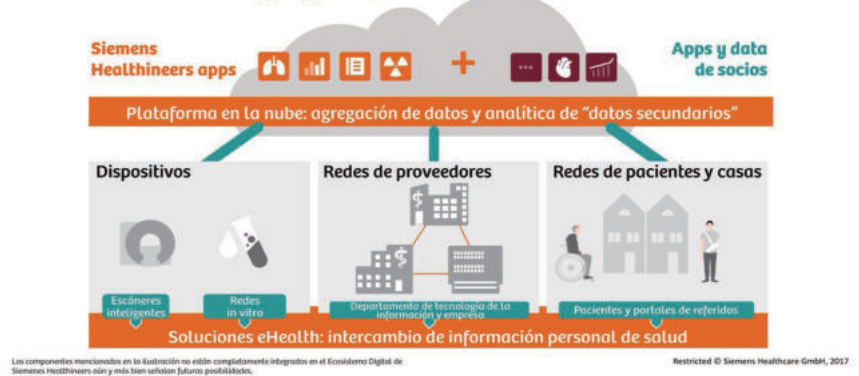 Siemens
Healthineers apps
+
...
Apps y data
de socios
Plataforma en la nube: agregación de datos y analítica de “datos secundarios”
Dispositivos
Redes de proveedores
Redes de pacientes y casas
Escáneres
inteligentes
Redes
in vitro
Departamento de tecnología de la
información y empresa
Pacientes y portales de referidos
Soluciones eHealth: intercambio de información personal de salud
Los componentes mencionados en la ilustración no están completamente integrados en el Ecosistema Digital de
Siemenes Healthineers aún y más bien señalan futuras posibilidades.
Restricted © Siemens Healthcare GmbH, 2017